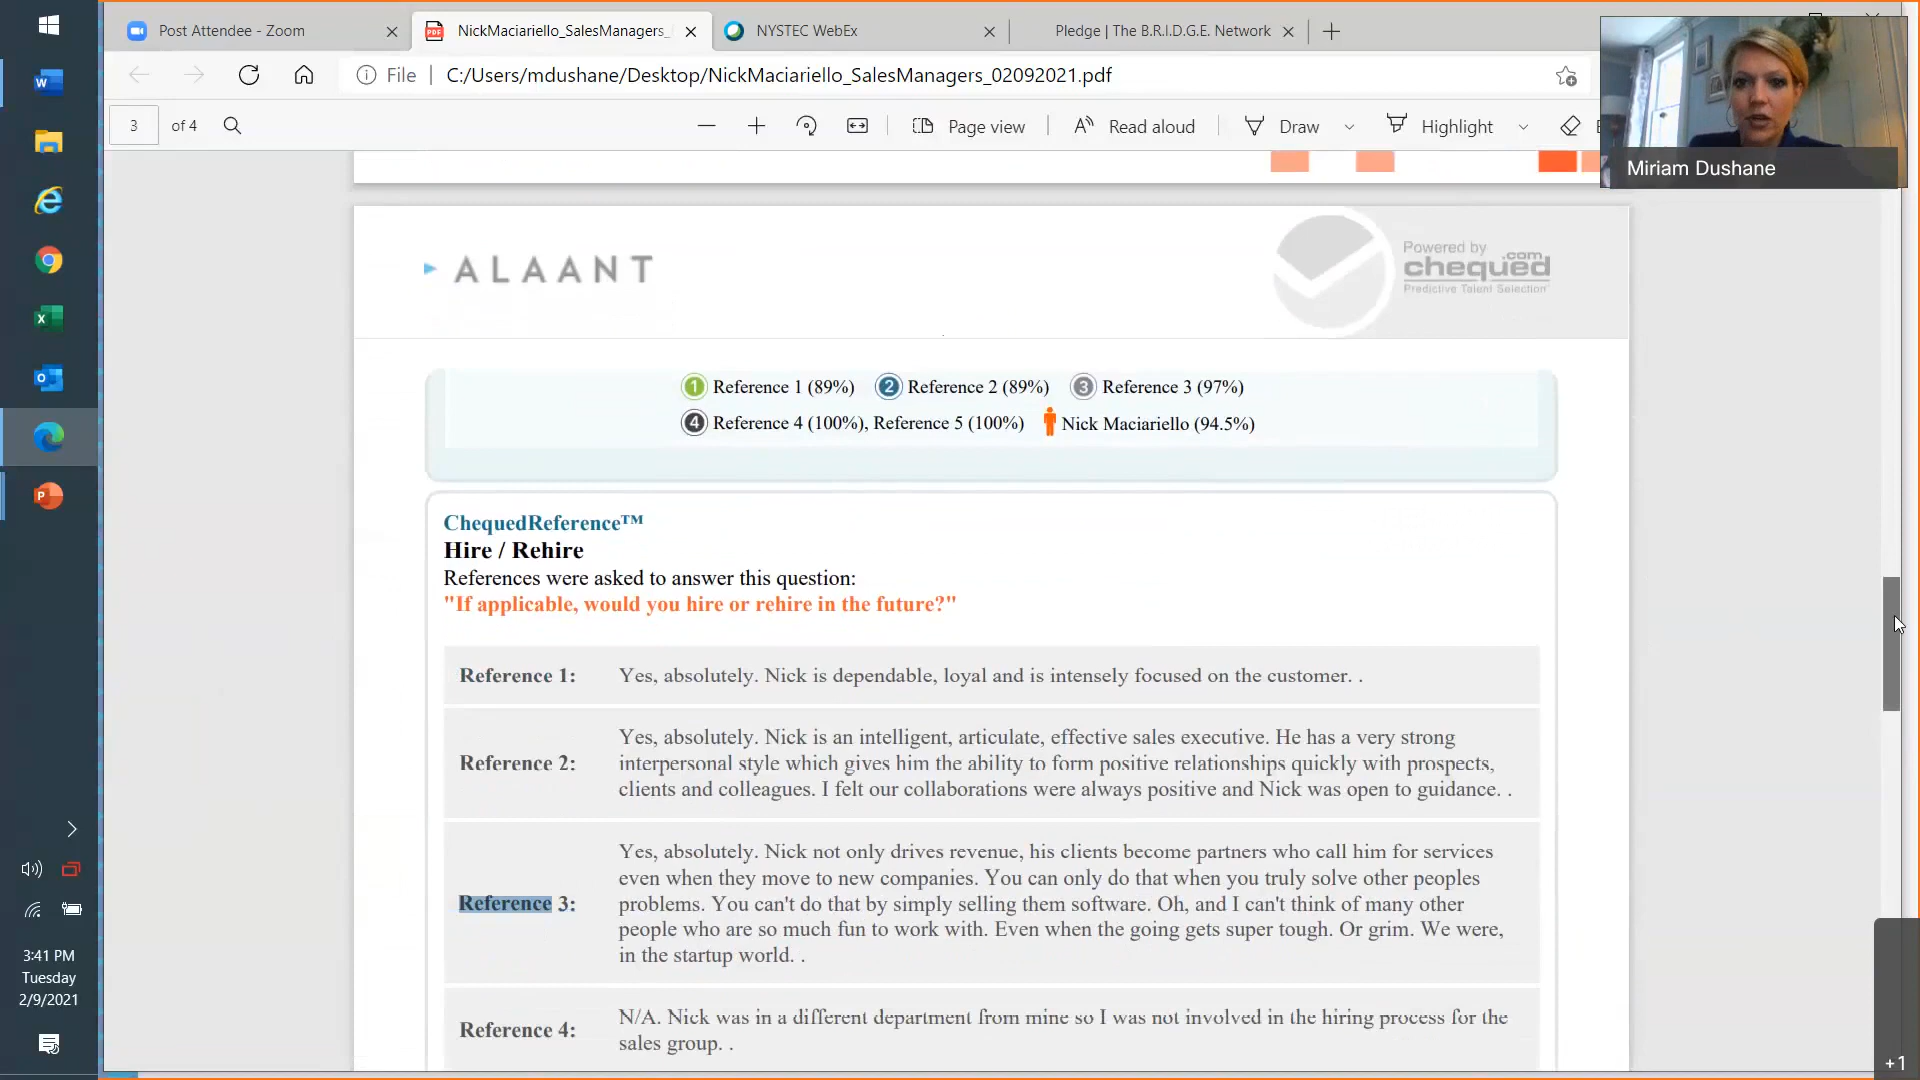 Post Attendee - Zoom
NickMaciariello_SalesManagers_
NYSTEC WebEx
Pledge | The B.R.I.D.G.E. Network
File
C:/Users/mdushane/Desktop/NickMaciariello_SalesManagers_02092021.pdf
3 of 4
Page view
Read aloud
Draw
Highlight
Miriam Dushane
ALAANT
Powered by
chequed.com
Predictive Talent Selection
1 Reference 1 (89%) 2 Reference 2 (89%) 3 Reference 3 (97%)
4 Reference 4 (100%), Reference 5 (100%) Nick Maciariello (94.5%)
ChequedReference™
Hire / Rehire
References were asked to answer this question:
"If applicable, would you hire or rehire in the future?"
Reference 1: Yes, absolutely. Nick is dependable, loyal and is intensely focused on the customer. .
Reference 2: Yes, absolutely. Nick is an intelligent, articulate, effective sales executive. He has a very strong
interpersonal style which gives him the ability to form positive relationships quickly with prospects,
clients and colleagues. I felt our collaborations were always positive and Nick was open to guidance. .
Reference 3: Yes, absolutely. Nick not only drives revenue, his clients become partners who call him for services
even when they move to new companies. You can only do that when you truly solve other peoples
problems. You can't do that by simply selling them software. Oh, and I can't think of many other
people who are so much fun to work with. Even when the going gets super tough. Or grim. We were,
in the startup world. .
Reference 4: N/A. Nick was in a different department from mine so I was not involved in the hiring process for the
sales group. .
3:41 PM
Tuesday
2/9/2021
+1